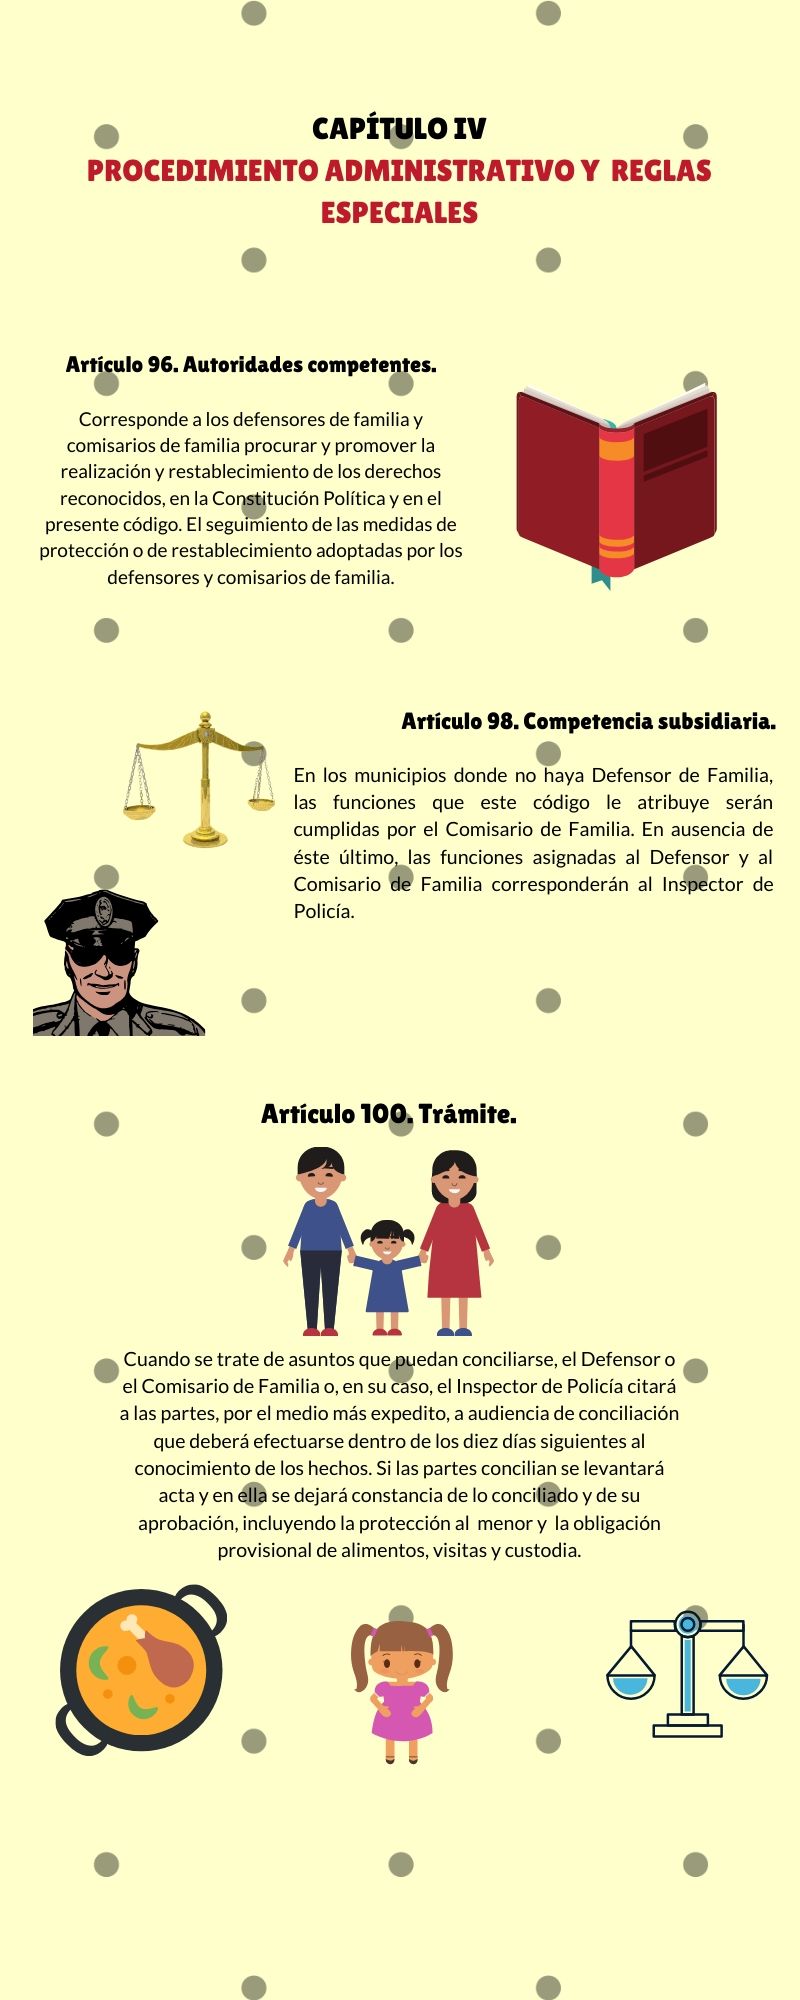 CAPÍTULO IV
PROCEDIMIENTO ADMINISTRATIVO Y REGLAS
ESPECIALES
Artículo 96. Autoridades competentes.
Corresponde a los defensores de familia y
comisarios de familia procurar y promover la
realización y restablecimiento de los derechos
reconocidos, en la Constitución Política y en el
presente código. El seguimiento de las medidas de
protección o de restablecimiento adoptadas por los
defensores y comisarios de familia.
Artículo 98. Competencia subsidiaria.
En los municipios donde no haya Defensor de Familia,
las funciones que este código le atribuye serán
cumplidas por el Comisario de Familia. En ausencia de
éste último, las funciones asignadas al Defensor y al
Comisario de Familia corresponderán al Inspector de
Policía.
Artículo 100. Trámite.
Cuando se trate de asuntos que puedan conciliarse, el Defensor o
el Comisario de Familia o, en su caso, el Inspector de Policía citará
a las partes, por el medio más expedito, a audiencia de conciliación
que deberá efectuarse dentro de los diez días siguientes al
conocimiento de los hechos. Si las partes concilian se levantará
acta y en ella se dejará constancia de lo conciliado y de su
aprobación, incluyendo la protección al menor y la obligación
provisional de alimentos, visitas y custodia.